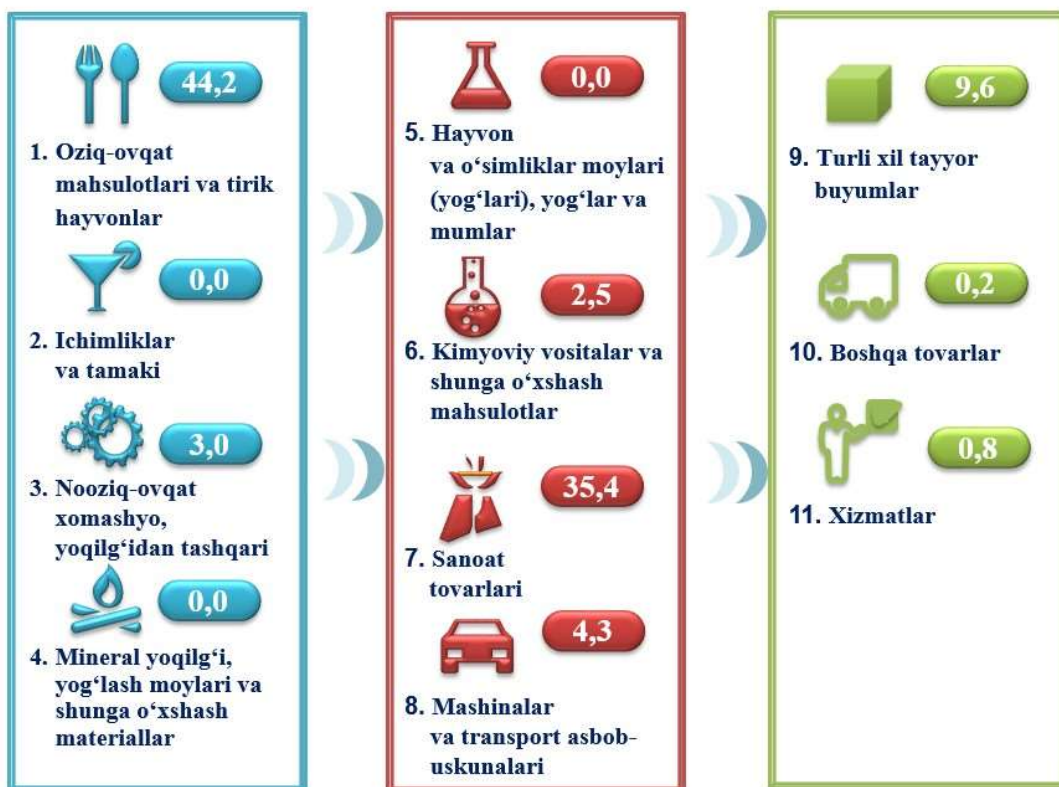 44,2
1. Oziq-ovqat
mahsulotlari va tirik
hayvonlar
0,0
2. Ichimliklar
va tamaki
3,0
3. Nooziq-ovqat
xomashyo,
yoqilg‘idan tashqari
0,0
4. Mineral yoqilg‘i,
yog‘lash moylari va
shunga o‘xshash
materiallar
0,0
5. Hayvon
va o‘simliklar moylari
(yog‘lari), yog‘lar va
mumlar
2,5
6. Kimyoviy vositalar va
shunga o‘xshash
mahsulotlar
35,4
7. Sanoat
tovarlari
4,3
8. Mashinalar
va transport asbob-
uskunalari
9,6
9. Turli xil tayyor
buyumlar
0,2
10. Boshqa tovarlar
0,8
11. Xizmatlar